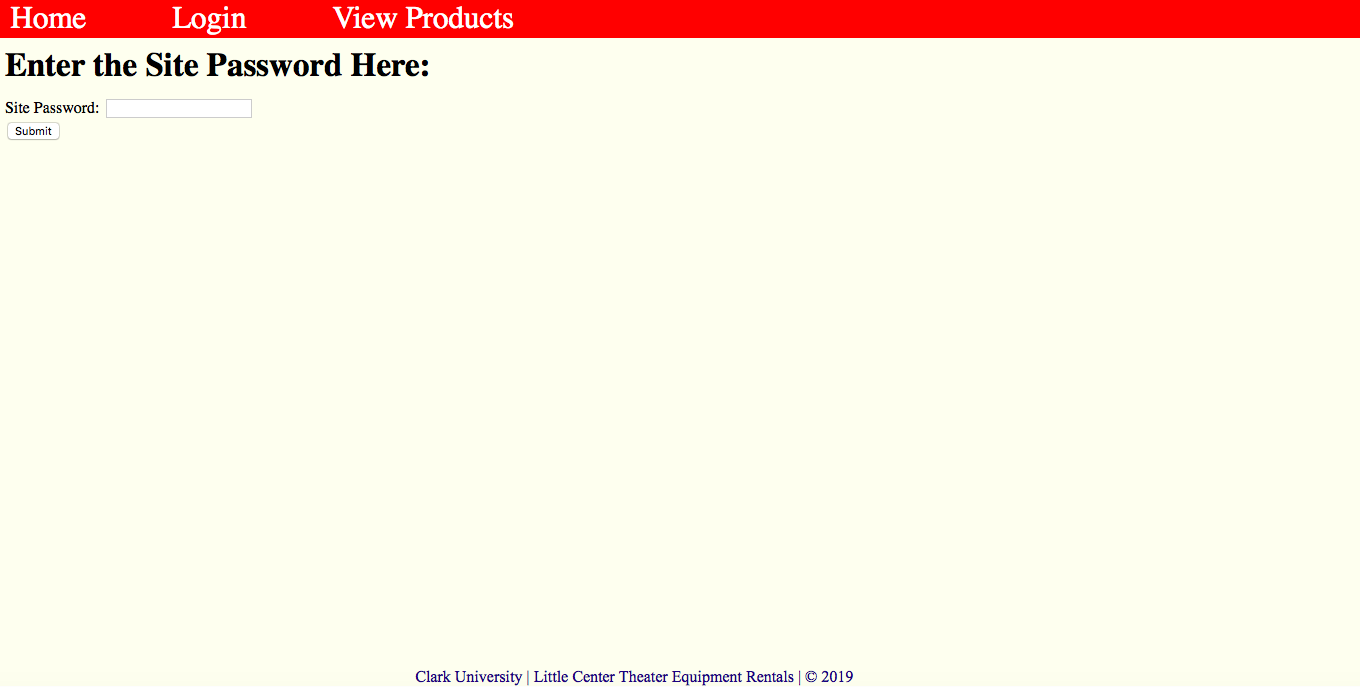 Home Login View Products
Enter the Site Password Here:
Site Password:
Submit
Clark University | Little Center Theater Equipment Rentals | © 2019